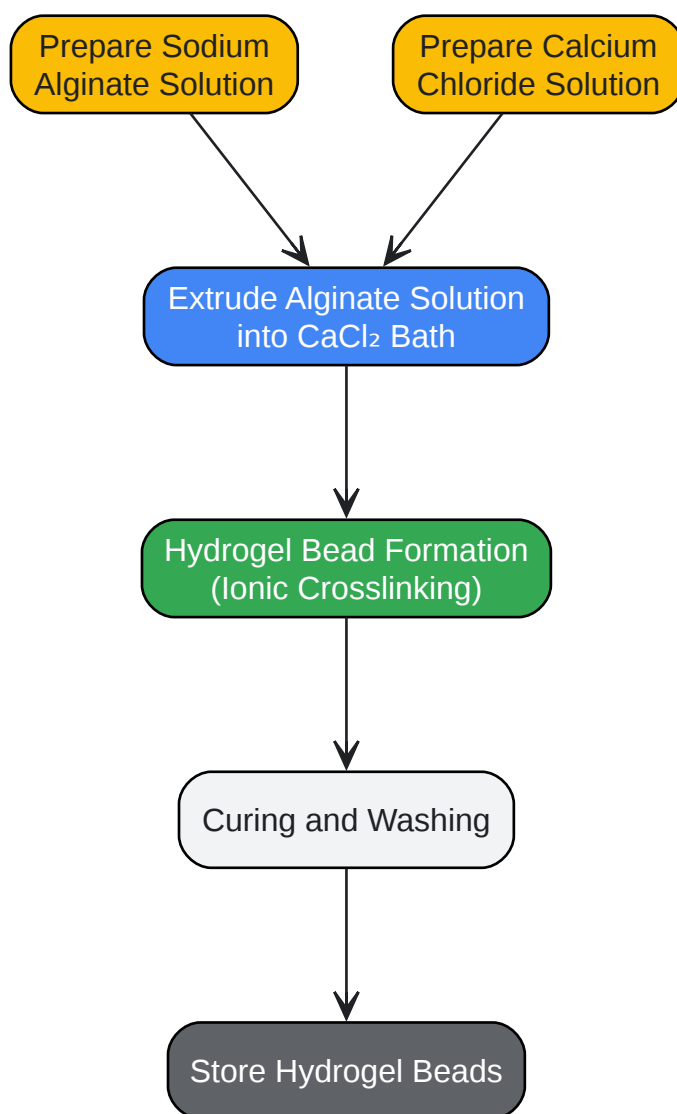 Prepare Sodium
Alginate Solution
Prepare Calcium
Chloride Solution
Extrude Alginate Solution
into CaCl₂ Bath
Hydrogel Bead Formation
(Ionic Crosslinking)
Curing and Washing
Store Hydrogel Beads